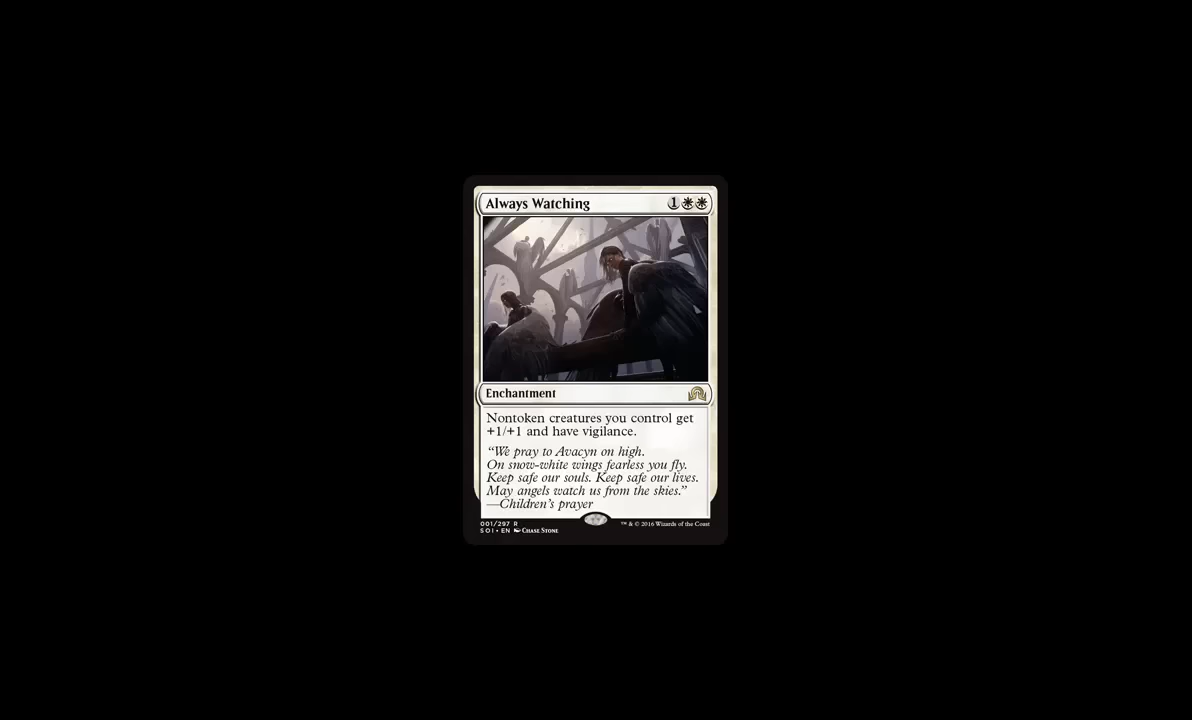 Always Watching 1
Enchantment
Nontoken creatures you control get
+1/+1 and have vigilance.
“We pray to Avacyn on high.
On snow-white wings fearless you fly.
Keep safe our souls. Keep safe our lives.
May angels watch us from the skies.”
—Children’s prayer
001/297 R
SOI • EN Chase Stone
™ & © 2016 Wizards of the Coast